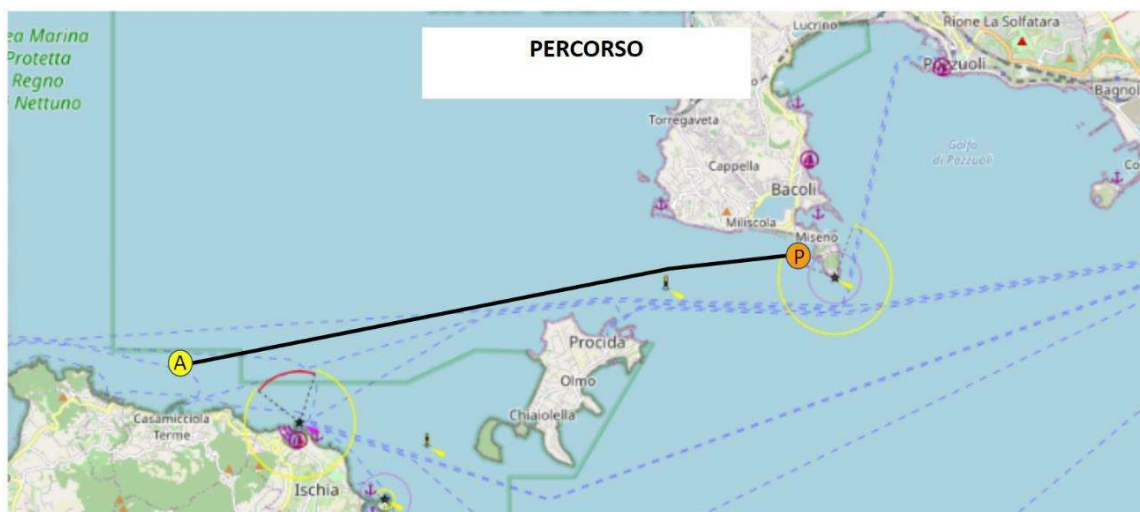 PERCORSO
ea Marina
Protetta
Regno
i Nettuno
Lucrino
Rione La Solfatara
Pozzuoli
Bagnol
Torregaveta
Golfo
di Pozzuoli
Cappella
Co
Bacoli
Miliscola
Miseno
P
A
Procida
Olmo
Chiaiolella
Casamicciola
Terme
Ischia